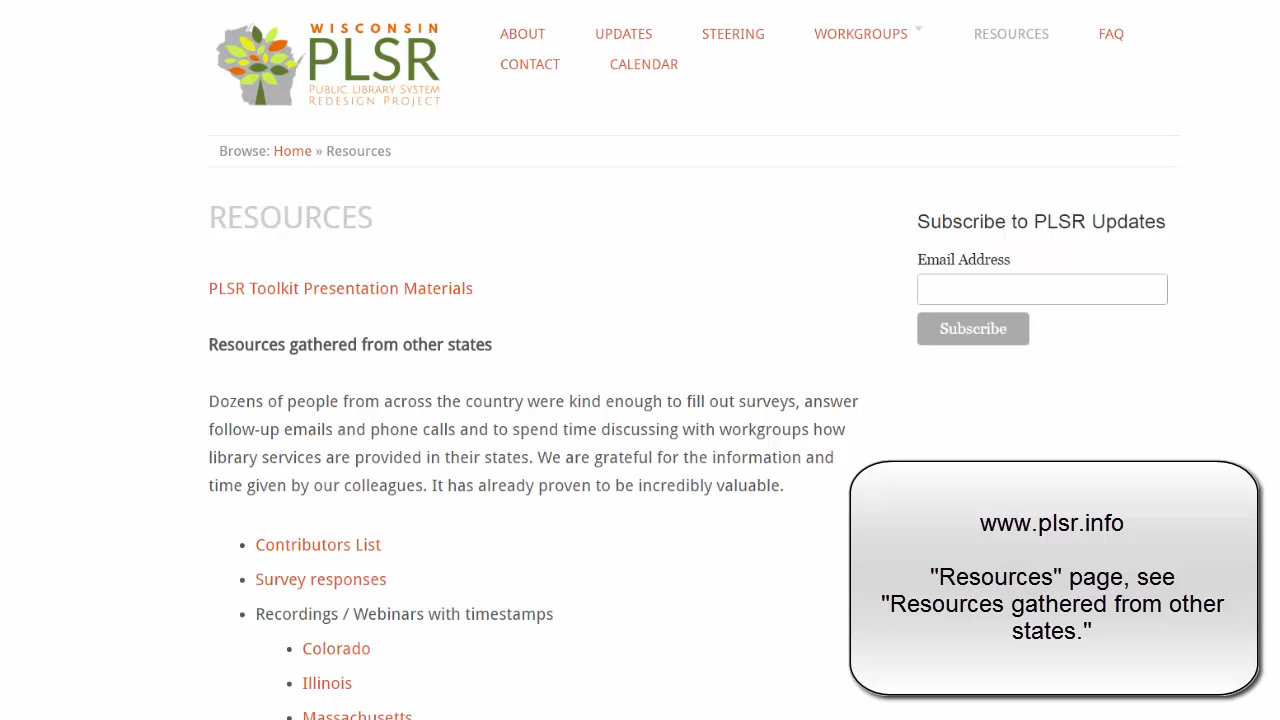 WISCONSIN
PLSR
PUBLIC LIBRARY SYSTEM
REDESIGN PROJECT
ABOUT UPDATES STEERING WORKGROUPS RESOURCES FAQ
CONTACT CALENDAR
Browse: Home » Resources
RESOURCES
Subscribe to PLSR Updates
Email Address
Subscribe
PLSR Toolkit Presentation Materials
Resources gathered from other states
Dozens of people from across the country were kind enough to fill out surveys, answer
follow-up emails and phone calls and to spend time discussing with workgroups how
library services are provided in their states. We are grateful for the information and
time given by our colleagues. It has already proven to be incredibly valuable.
• Contributors List
• Survey responses
• Recordings / Webinars with timestamps
• Colorado
• Illinois
• Massachusetts
www.plsr.info
"Resources" page, see
"Resources gathered from other
states."